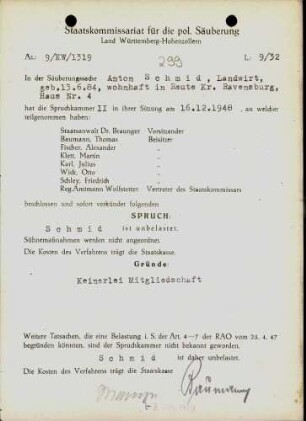 Staatskommissariat für die pol. Säuberung
Land Württemberg-Hohenzollern
Az: 9/KW/1319
299
L: 9/32
In der Säuberungssache Anton Schmid, Landwirt,
geb.13.6.84, wohnhaft in Reute Kr. Ravensburg,
Haus Nr. 4
hat die Spruchkammer II in ihrer Sitzung am 16.12.1948, an welcher
teilgenommen haben:
Staatsanwalt Dr. Braunger Vorsitzender
Baumann, Thomas Beisitzer
Fischer, Alexander "
Klett, Martin "
Karl, Julius "
Wick, Otto "
Schley, Friedrich "
Reg.Amtmann Wolfsteiner Vertreter des Staatskommissars
beschlossen und sofort verkündet folgenden
SPRUCH:
Schmid ist unbelastet.
Sühnemaßnahmen werden nicht angeordnet.
Die Kosten des Verfahrens trägt die Staatskasse.
Gründe:
Keinerlei Mitgliedschaft
Weitere Tatsachen, die eine Belastung i. S. der Art. 4—7 der RAO vom 25. 4. 47
begründen könnten, sind der Spruchkammer nicht bekannt geworden.
Schmid ist daher unbelastet.
Die Kosten des Verfahrens trägt die Staatskasse
Baumann